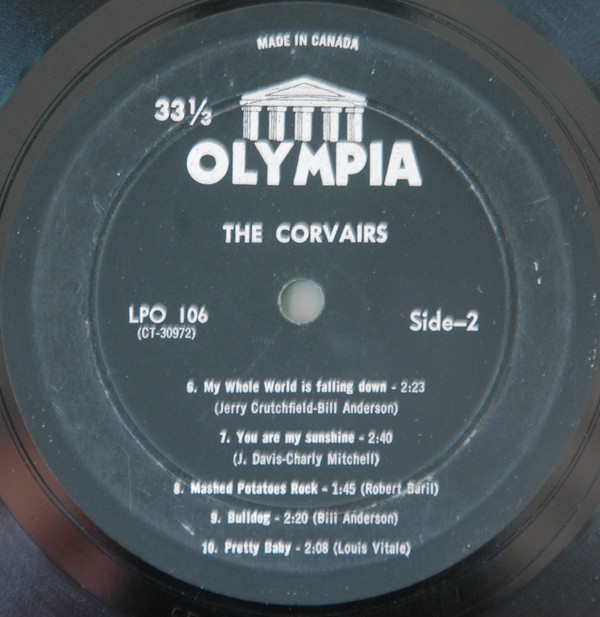 MADE IN CANADA
33⅓
OLYMPIA
THE CORVAIRS
LPO 106
(CT-30972)
Side-2
6. My Whole World is falling down - 2:23
(Jerry Crutchfield-Bill Anderson)
7. You are my sunshine - 2:40
(J. Davis-Charly Mitchell)
8. Mashed Potatoes Rock - 1:45 (Robert Baril)
9. Bulldog - 2:20 (Bill Anderson)
10. Pretty Baby - 2:08 (Louis Vitale)